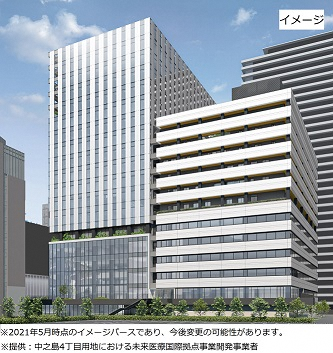 イメージ
※2021年5月時点のイメージパースであり、今後変更の可能性があります。
※提供：中之島4丁目用地における未来医療国際拠点事業開発事業者